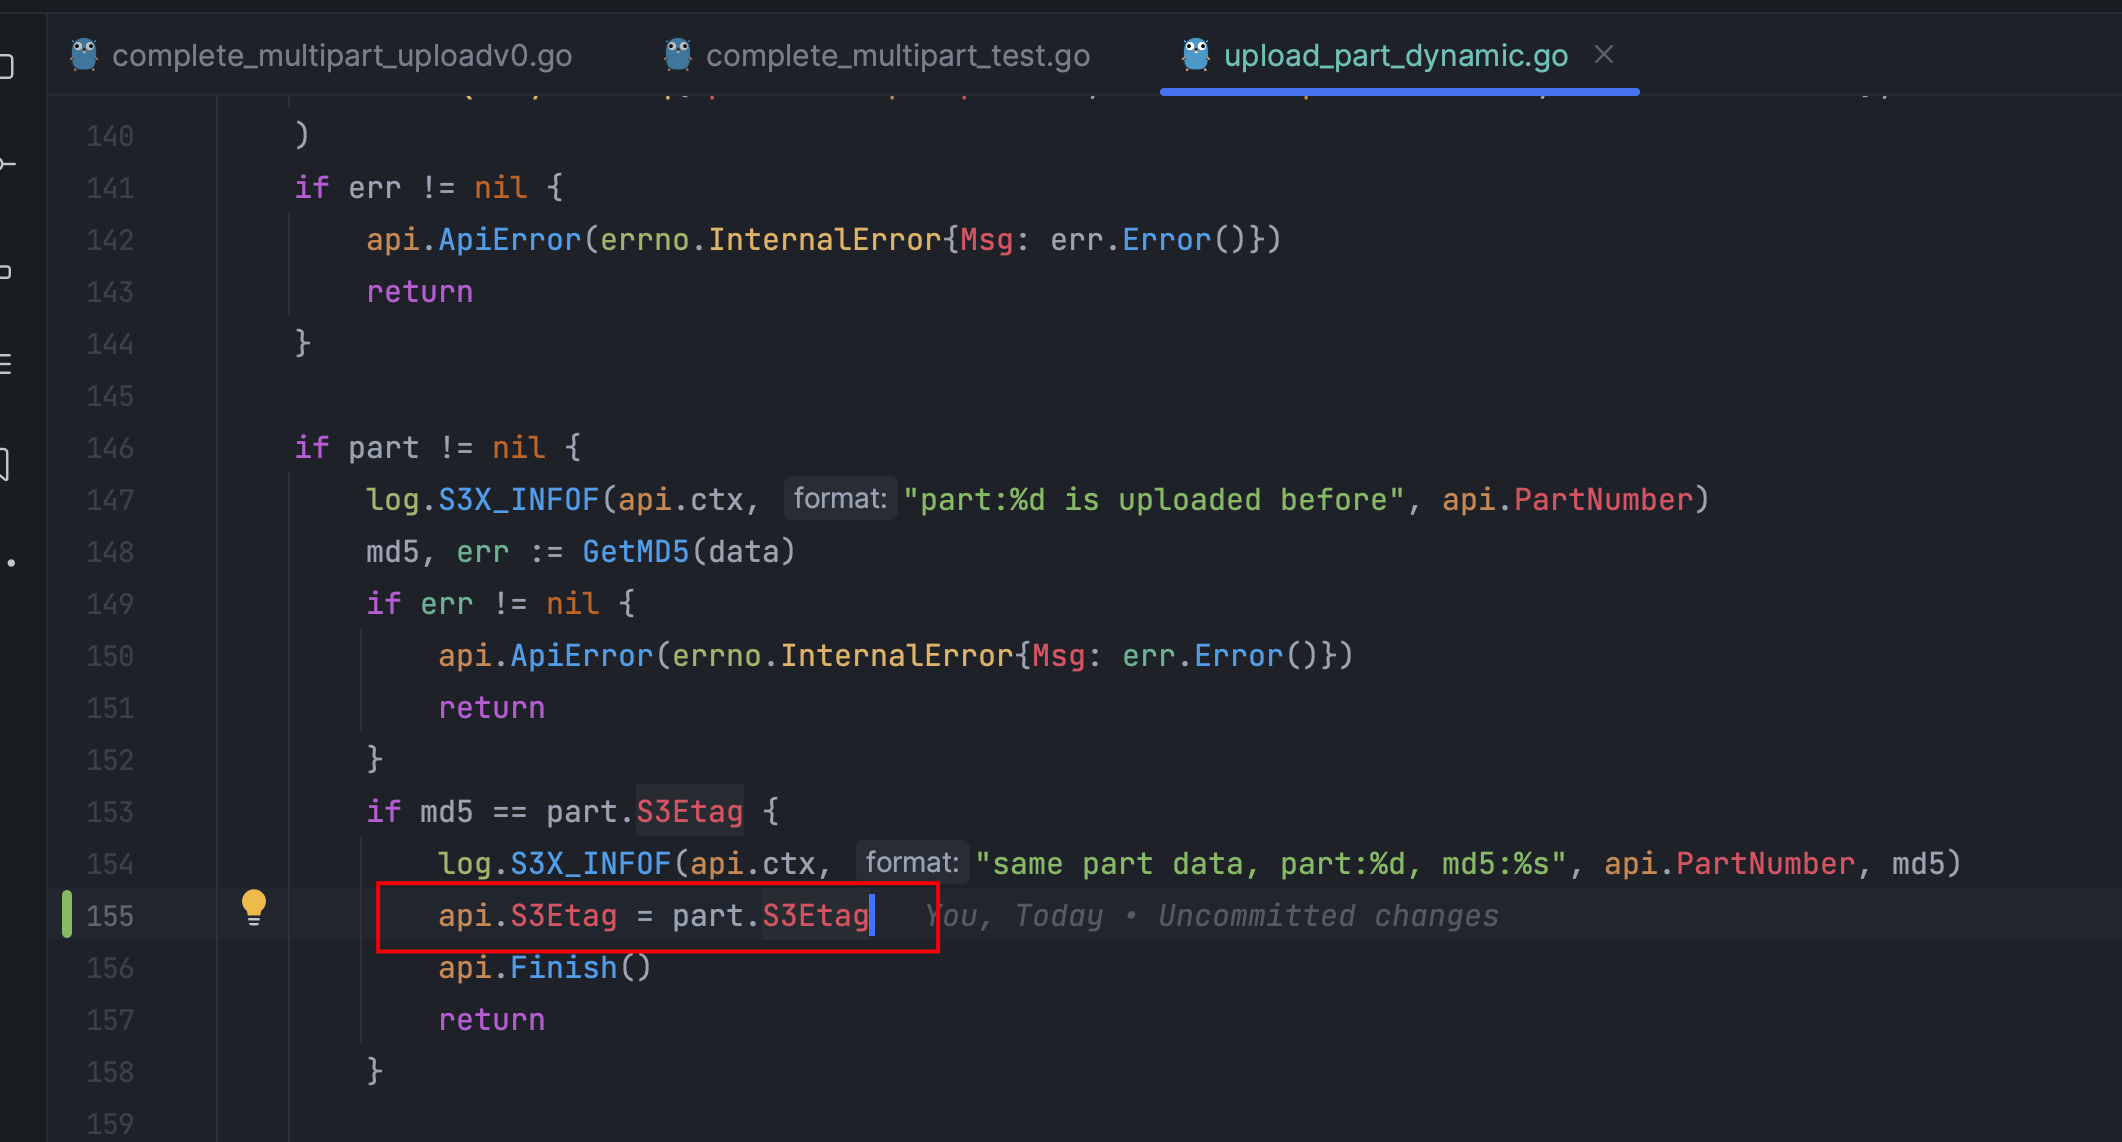 complete_multipart_uploadv0.go complete_multipart_test.go upload_part_dynamic.go
140 )
141 if err != nil {
142 api.ApiError(errno.InternalError{Msg: err.Error()})
143 return
144 }
145
146 if part != nil {
147 log.S3X_INFOF(api.ctx, format: "part:%d is uploaded before", api.PartNumber)
148 md5, err := GetMD5(data)
149 if err != nil {
150 api.ApiError(errno.InternalError{Msg: err.Error()})
151 return
152 }
153 if md5 == part.S3Etag {
154 log.S3X_INFOF(api.ctx, format: "same part data, part:%d, md5:%s", api.PartNumber, md5)
155 api.S3Etag = part.S3Etag You, Today • Uncommitted changes
156 api.Finish()
157 return
158 }
159